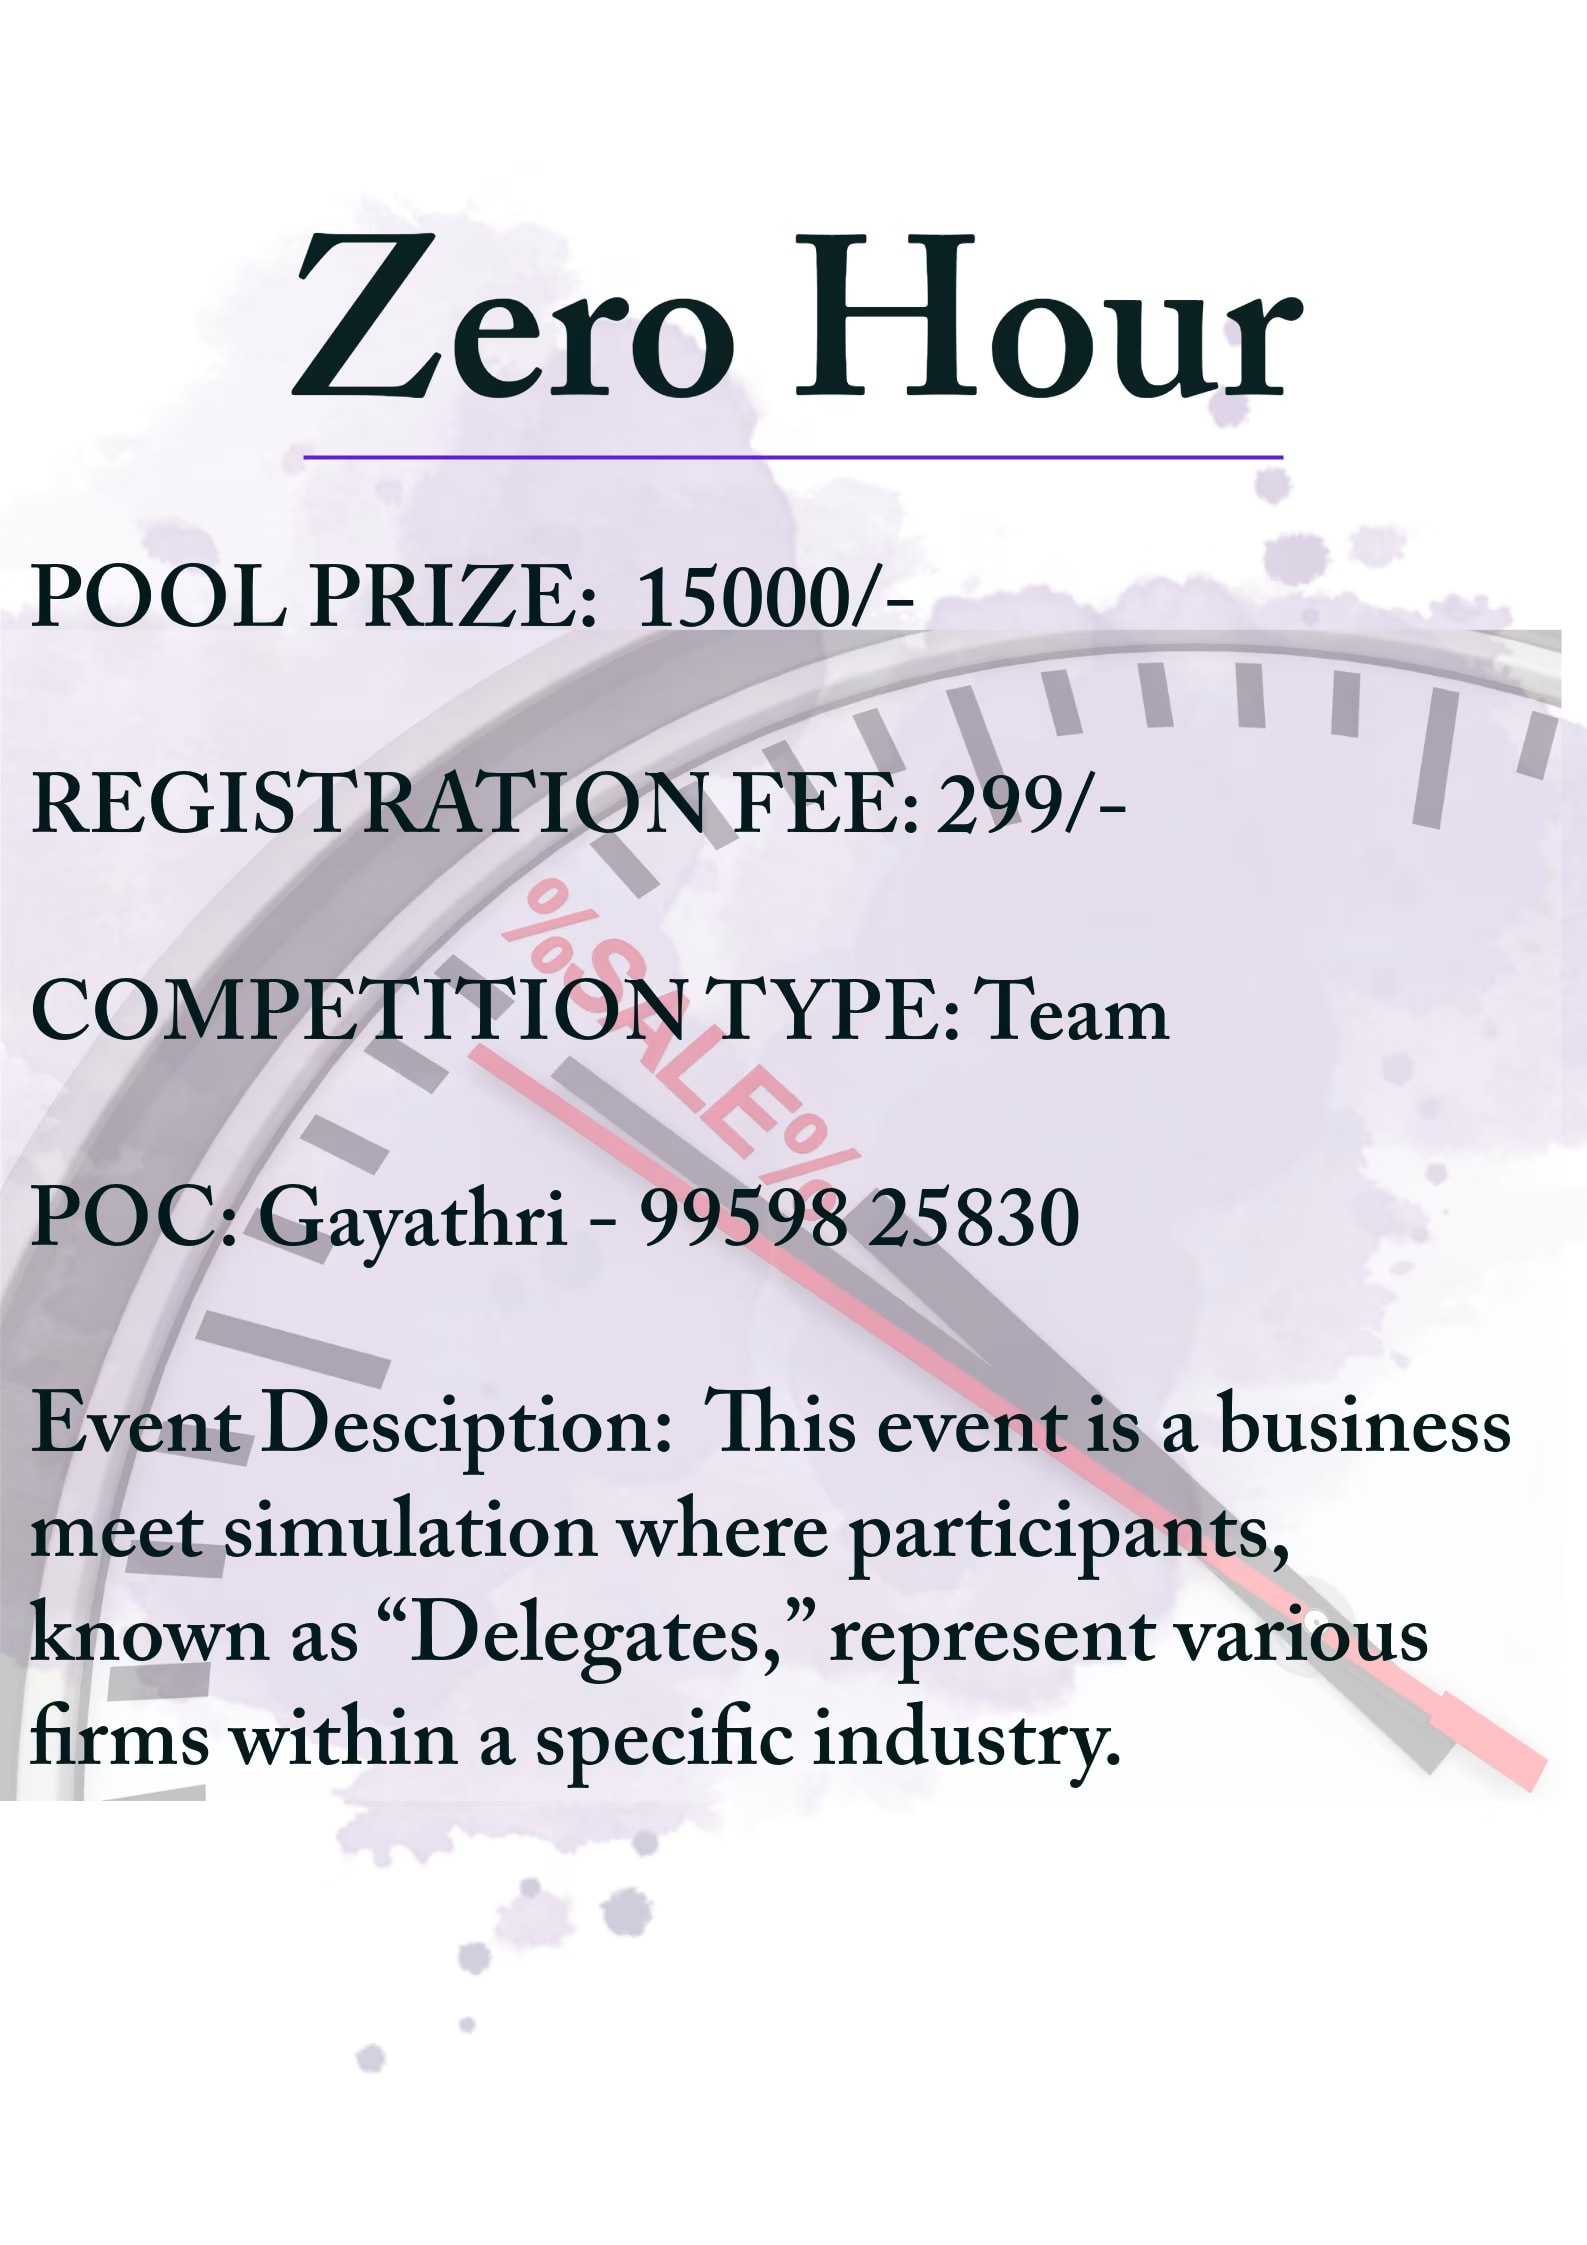 Zero Hour
POOL PRIZE: 15000/-
REGISTRATION FEE: 299/-
%SALE%
COMPETITION TYPE: Team
POC: Gayathri - 99598 25830
Event Desciption: This event is a business
meet simulation where participants,
known as “Delegates,” represent various
firms within a specific industry.